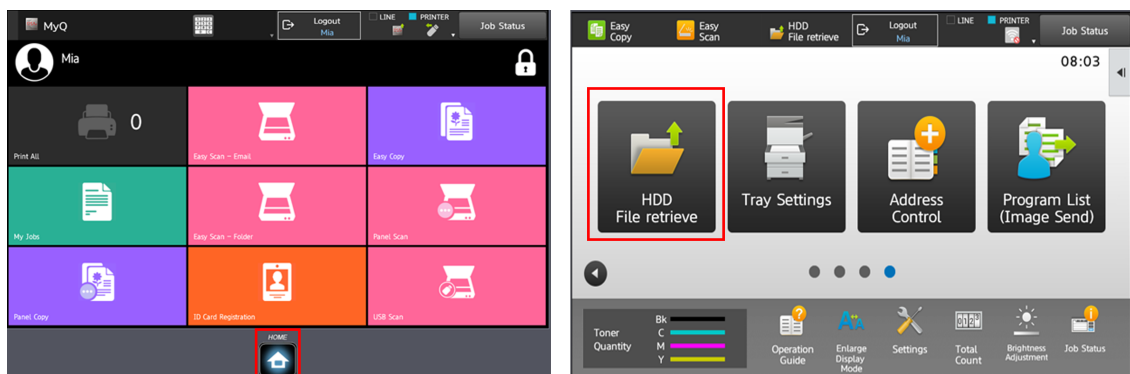 MyQ
Logout
Mia
LINE
PRINTER
Job Status
Mia
0
Print All
Easy Scan - Email
Easy Copy
My Jobs
Easy Scan - Folder
Panel Scan
Panel Copy
ID Card Registration
USB Scan
HOME
Easy
Copy
Easy
Scan
HDD
File retrieve
Logout
Mia
LINE
PRINTER
Job Status
08:03
HDD
File retrieve
Tray Settings
Address
Control
Program List
(Image Send)
Toner
Quantity
Bk
C
M
Y
Operation
Guide
Enlarge
Display
Mode
Settings
Total
Count
Brightness
Adjustment
Job Status